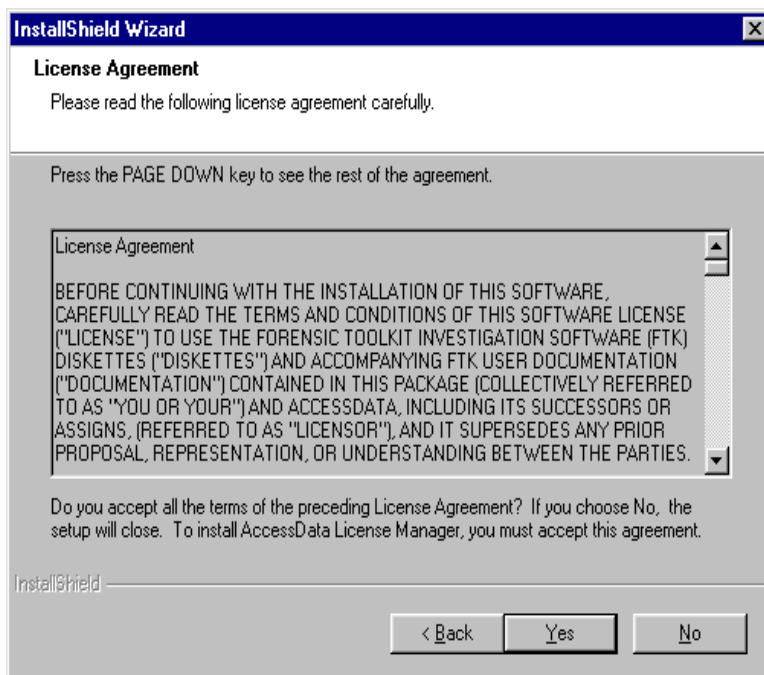 InstallShield Wizard
License Agreement
Please read the following license agreement carefully.
Press the PAGE DOWN key to see the rest of the agreement.
License Agreement
BEFORE CONTINUING WITH THE INSTALLATION OF THIS SOFTWARE,
CAREFULLY READ THE TERMS AND CONDITIONS OF THIS SOFTWARE LICENSE
("LICENSE") TO USE THE FORENSIC TOOLKIT INVESTIGATION SOFTWARE (FTK)
DISKETTES ("DISKETTES") AND ACCOMPANYING FTK USER DOCUMENTATION
("DOCUMENTATION") CONTAINED IN THIS PACKAGE (COLLECTIVELY REFERRED
TO AS "YOU OR YOUR") AND ACCESSDATA, INCLUDING ITS SUCCESSORS OR
ASSIGNS, (REFERRED TO AS "LICENSOR"), AND IT SUPERSEDES ANY PRIOR
PROPOSAL, REPRESENTATION, OR UNDERSTANDING BETWEEN THE PARTIES.
Do you accept all the terms of the preceding License Agreement? If you choose No, the
setup will close. To install AccessData License Manager, you must accept this agreement.
InstallShield
< Back
Yes
No